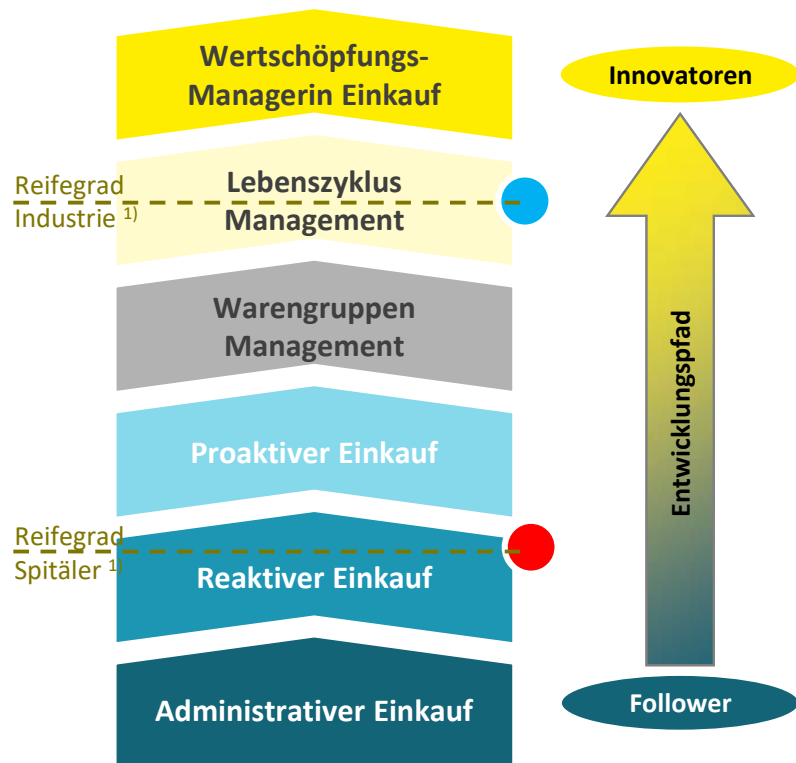 Wertschöpfungs-
Managerin Einkauf
Innovatoren
Reifegrad
Industrie 1)
Lebenszyklus
Management
Warengruppen
Management
Entwicklungspfad
Proaktiver Einkauf
Reifegrad
Spitäler 1)
Reaktiver Einkauf
Administrativer Einkauf
Follower